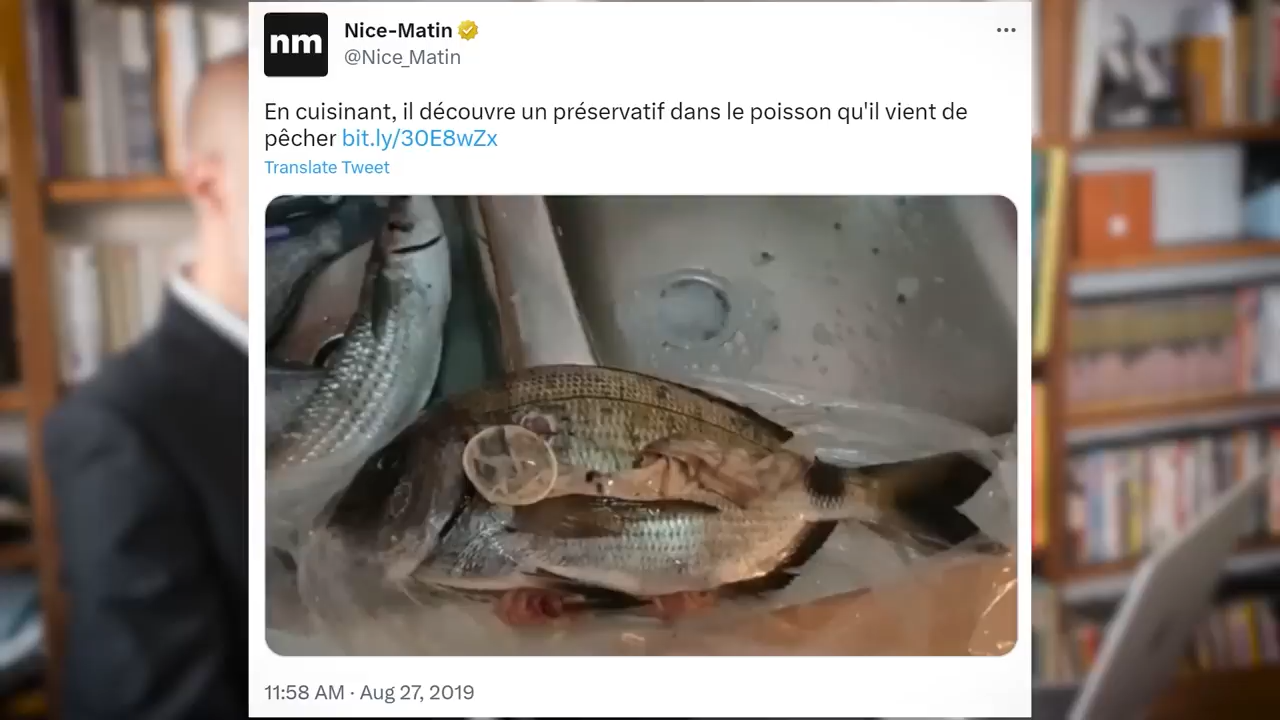 nm
Nice-Matin
@Nice_Matin
En cuisinant, il découvre un préservatif dans le poisson qu'il vient de
pêcher bit.ly/30E8wZx
Translate Tweet
11:58 AM · Aug 27, 2019